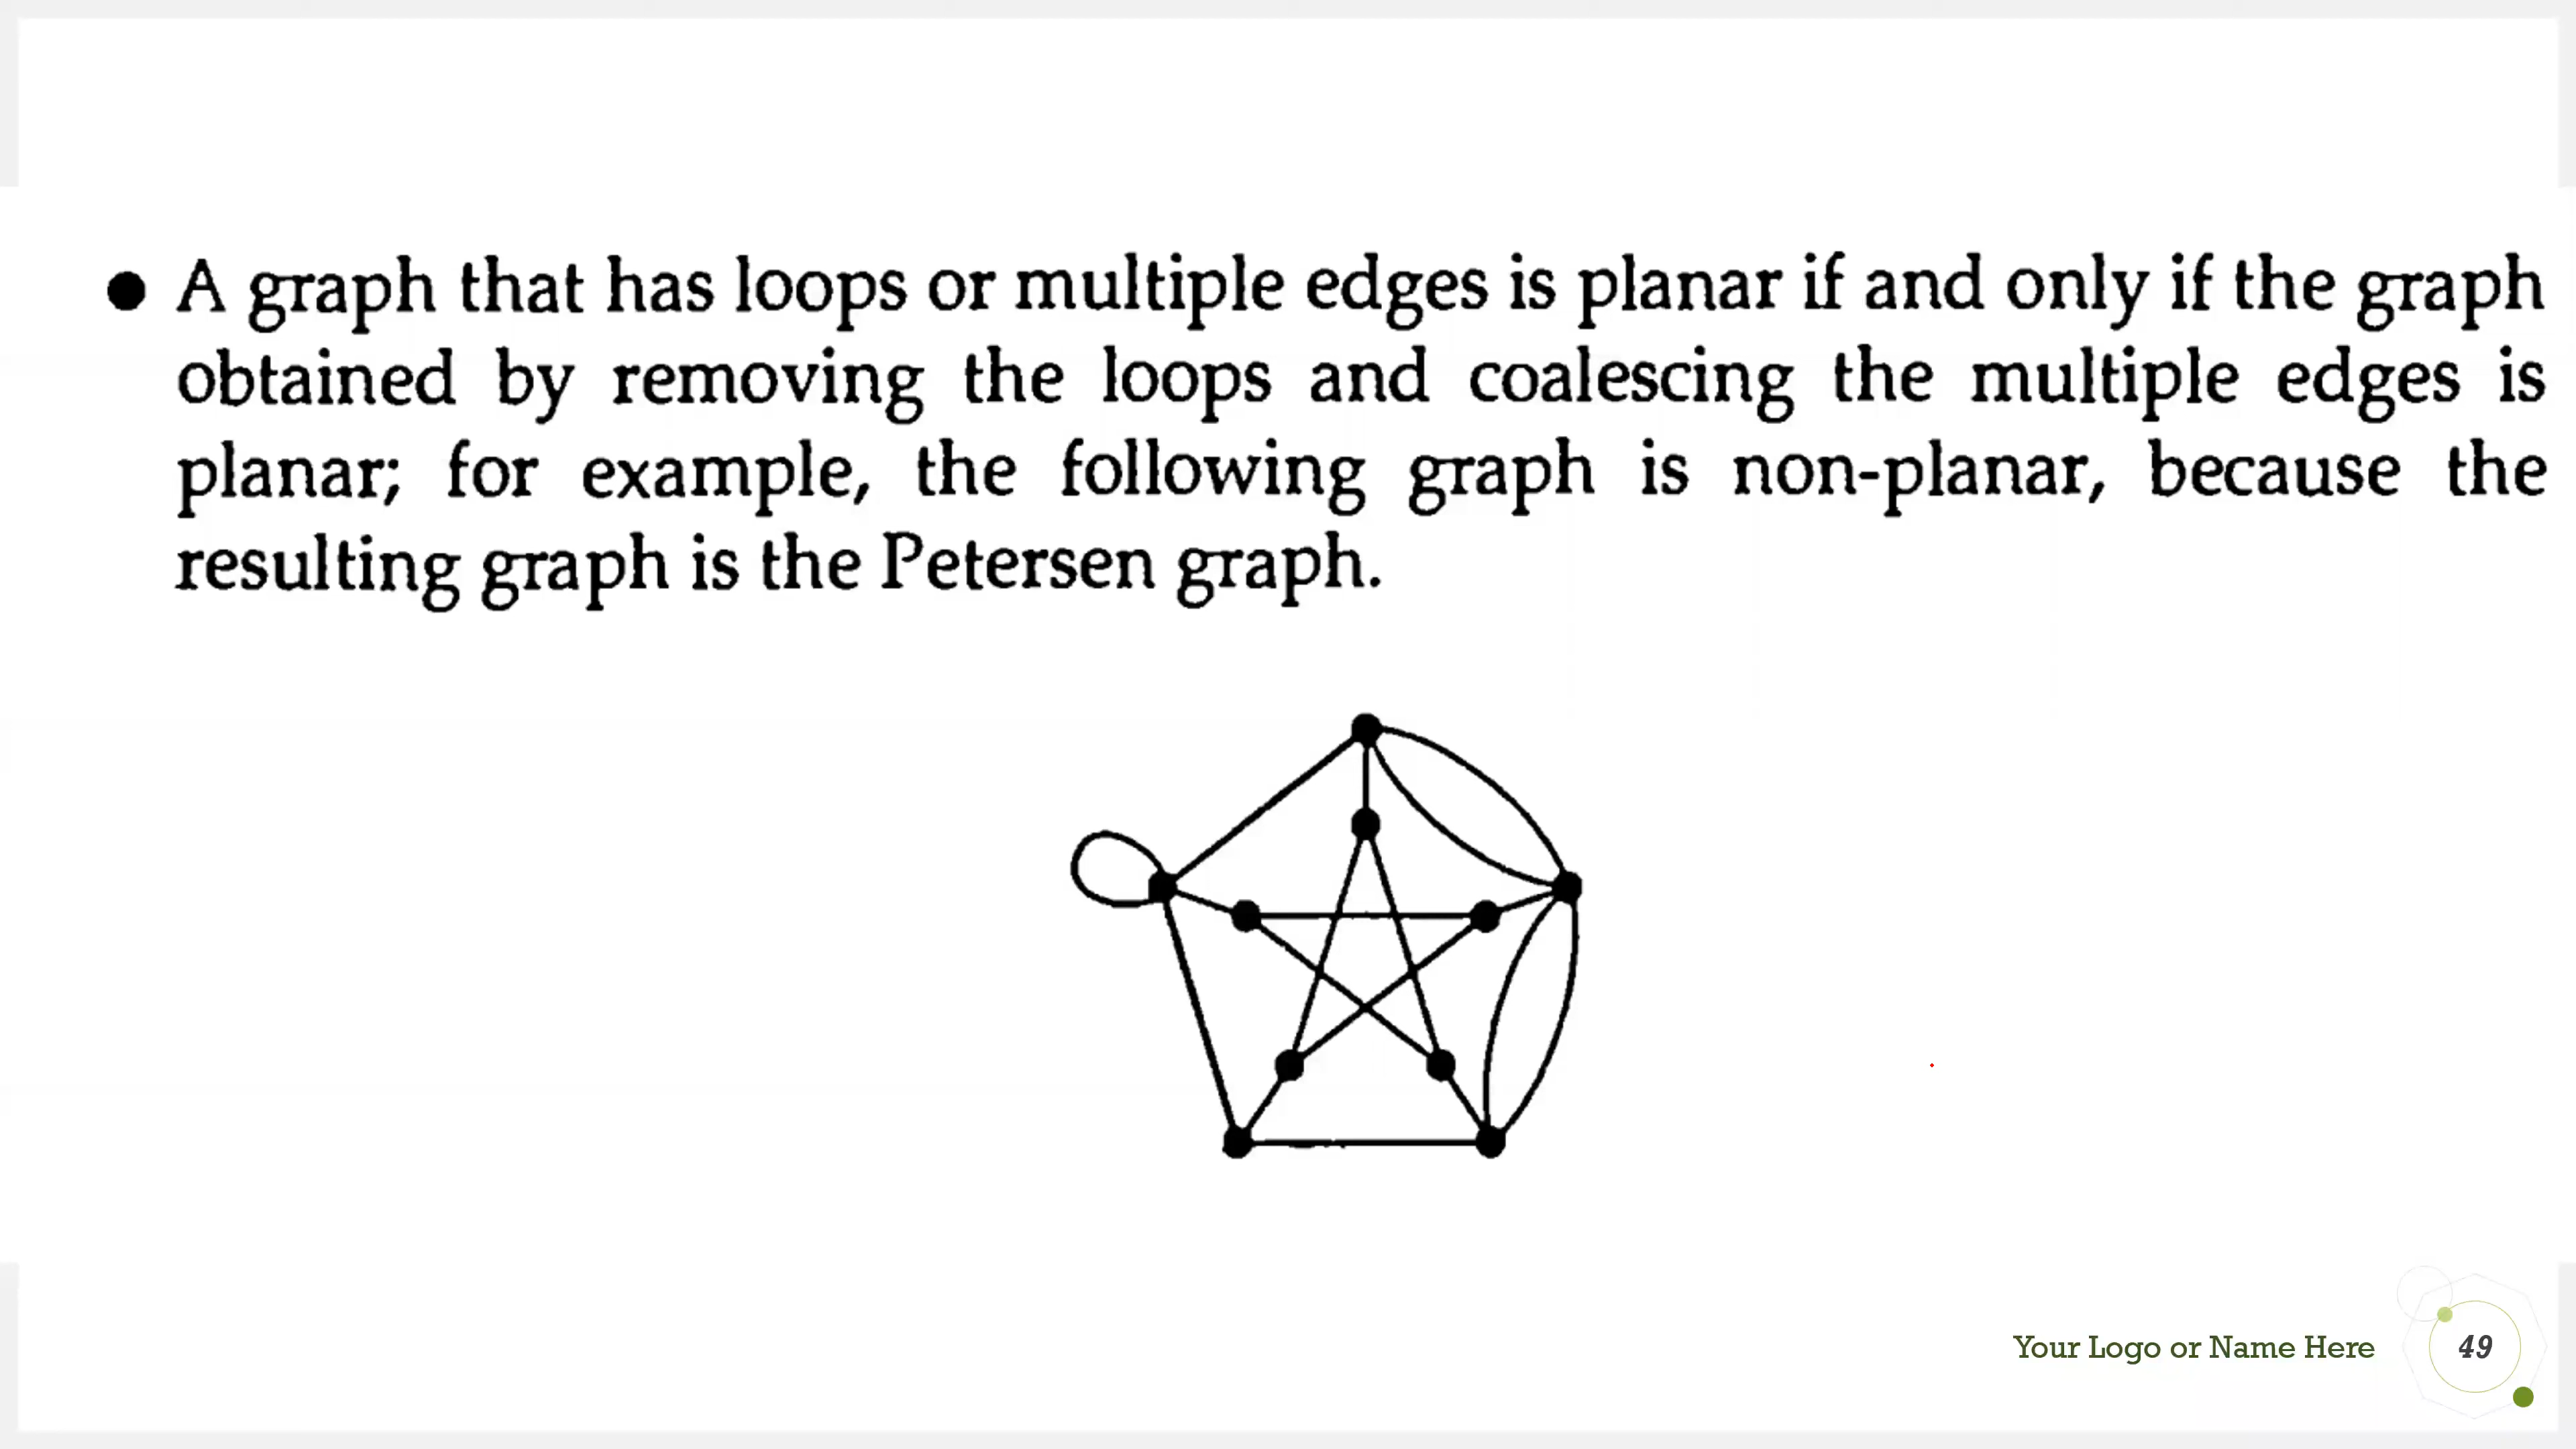 ● A graph that has loops or multiple edges is planar if and only if the graph
obtained by removing the loops and coalescing the multiple edges is
planar; for example, the following graph is non-planar, because the
resulting graph is the Petersen graph.
Your Logo or Name Here
49